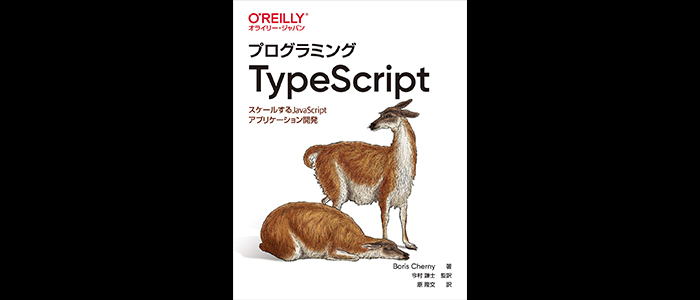 O'REILLY®
オライリー・ジャパン
プログラミング
TypeScript
スケールするJavaScript
アプリケーション開発
Boris Cherny 著
今村 謙士 監訳
原 隆文 訳